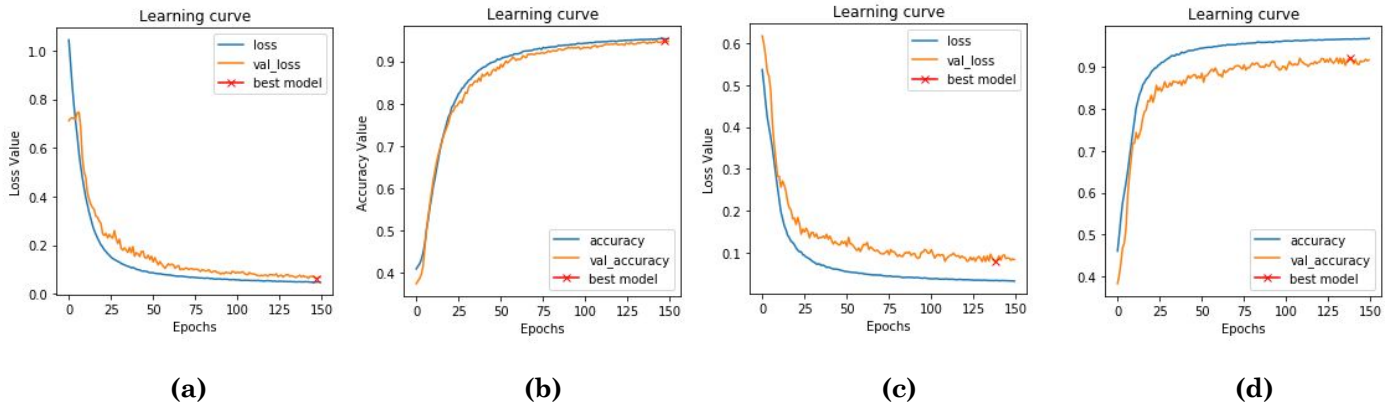 Learning curve
Loss Value
1.0
0.8
0.6
0.4
0.2
0.0
loss
val_loss
best model
0
25
50
75
100
125
150
Epochs
(a)
Learning curve
Accuracy Value
0.9
0.8
0.7
0.6
0.5
0.4
accuracy
val_accuracy
best model
0
25
50
75
100
125
150
Epochs
(b)
Learning curve
Loss Value
0.6
0.5
0.4
0.3
0.2
0.1
loss
val_loss
best model
0
25
50
75
100
125
150
Epochs
(c)
Learning curve
0.9
0.8
0.7
0.6
0.5
0.4
accuracy
val_accuracy
best model
0
25
50
75
100
125
150
Epochs
(d)